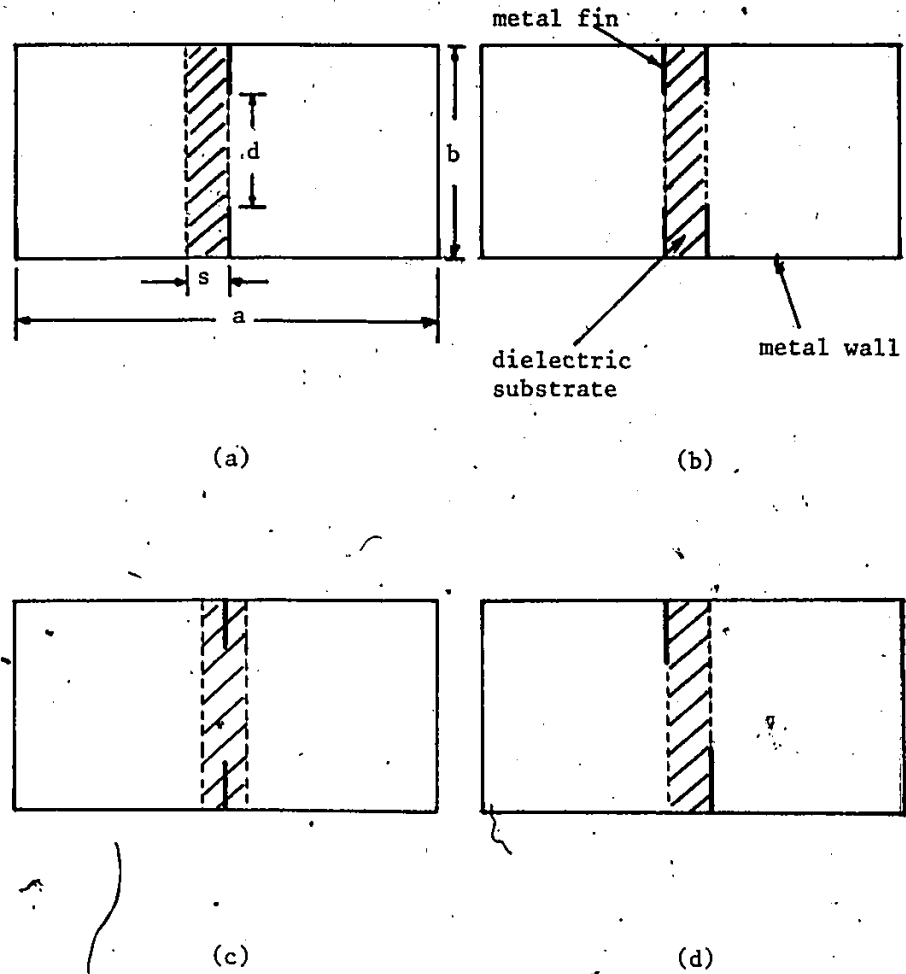 metal fin
d
b
s
a
dielectric
substrate
metal wall
(a)
(b)
(c)
(d)